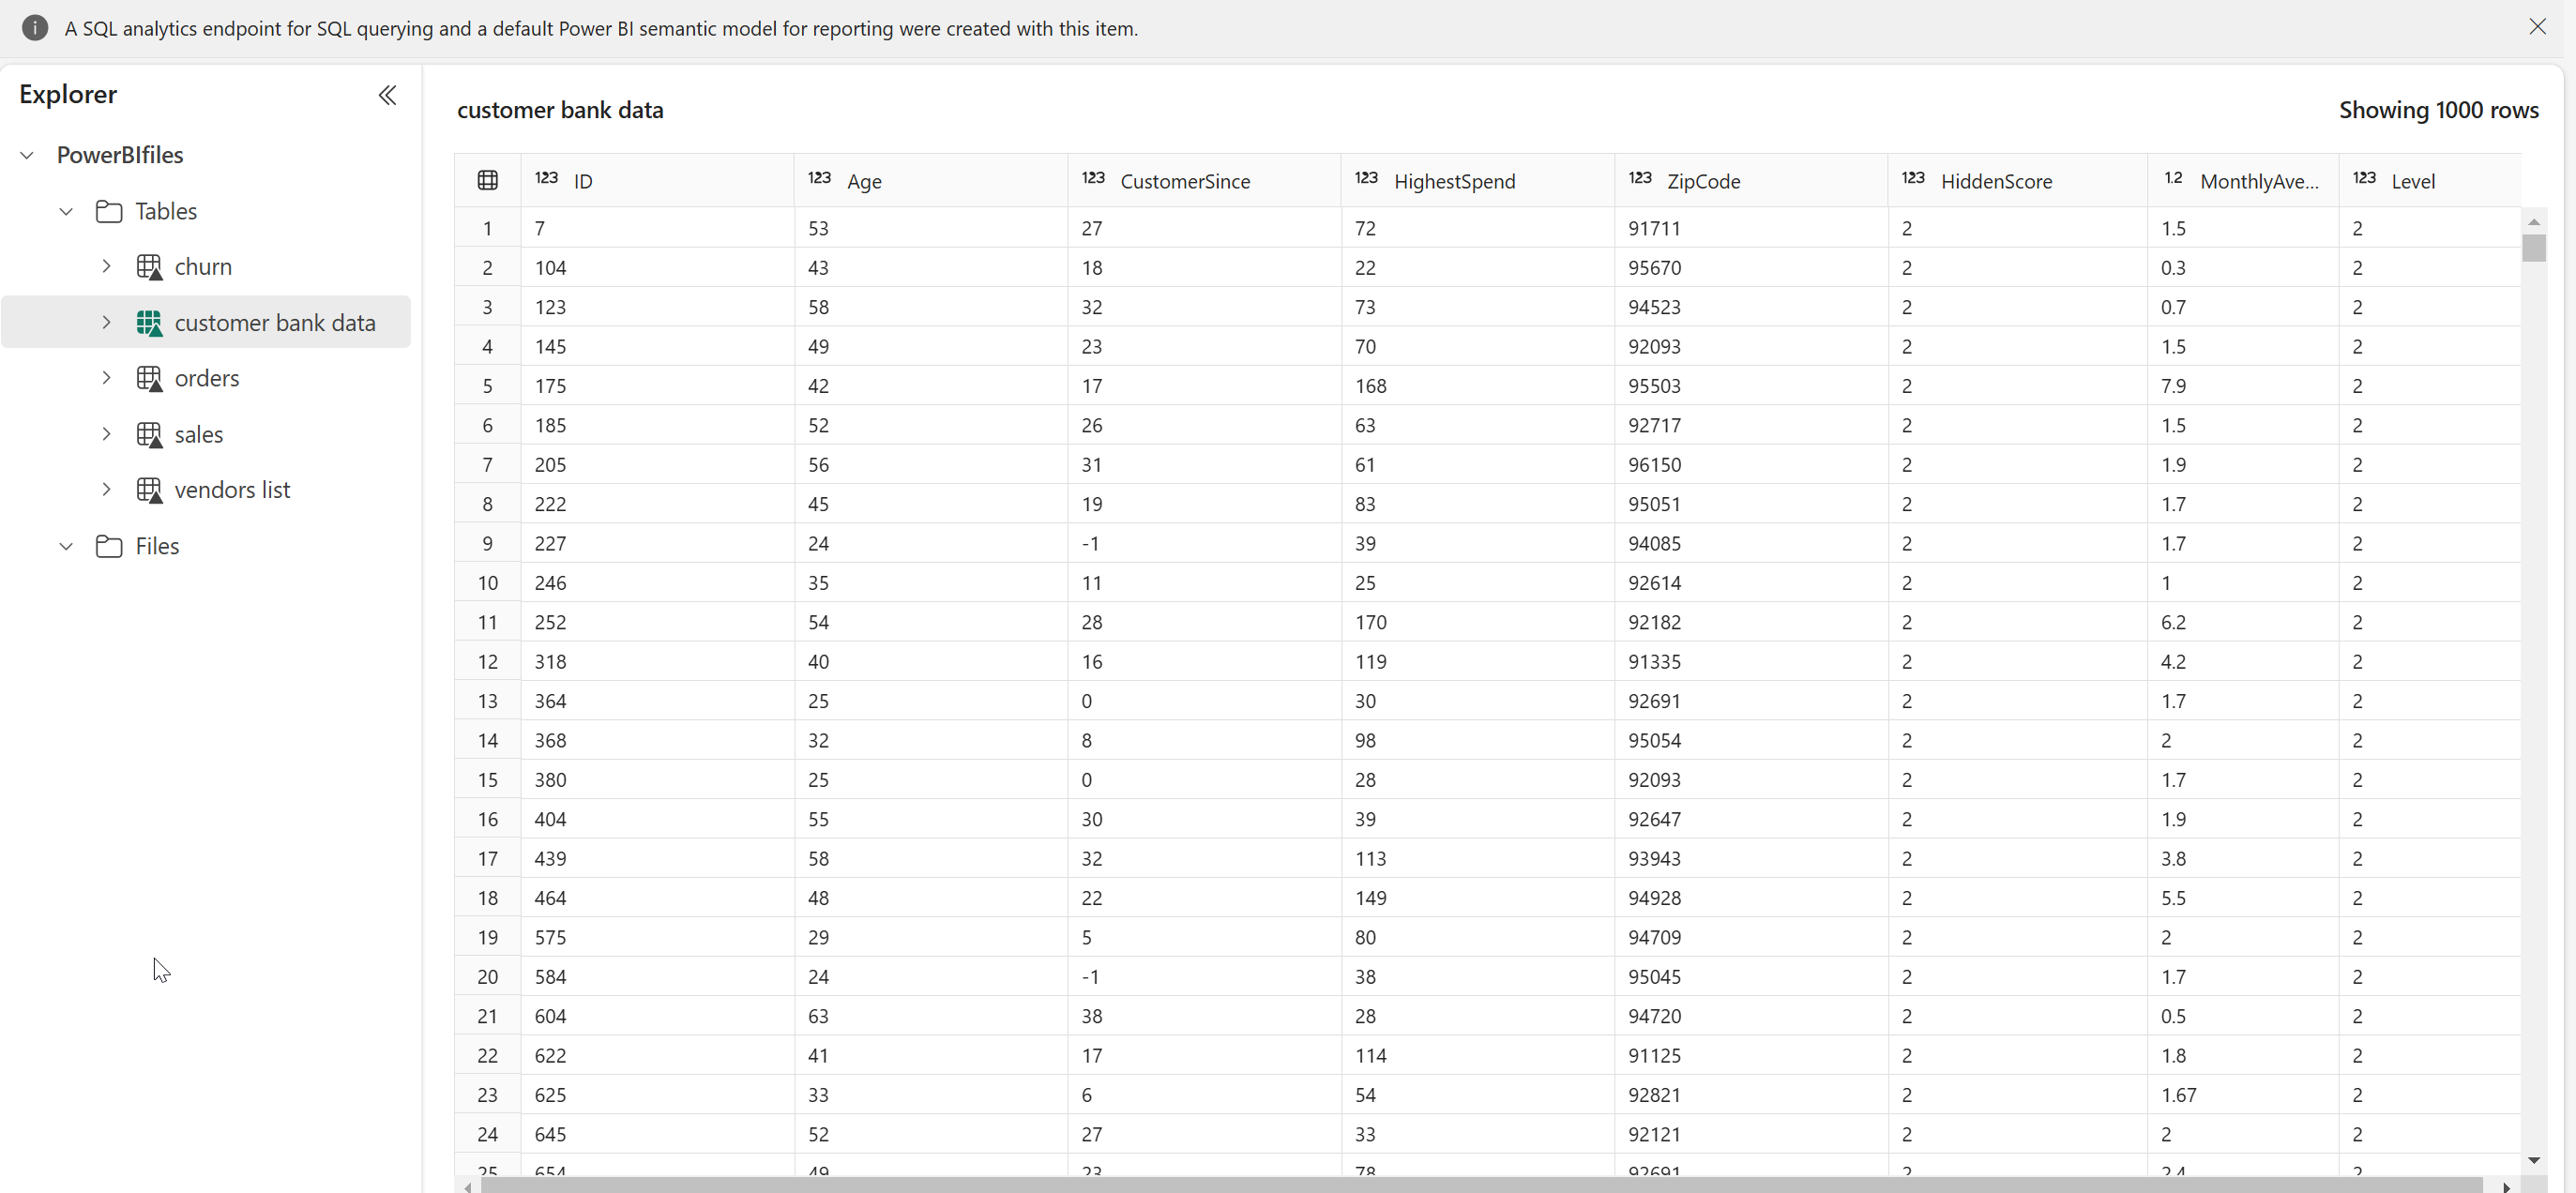 A SQL analytics endpoint for SQL querying and a default Power BI semantic model for reporting were created with this item.
Explorer
PowerBIfiles
Tables
churn
customer bank data
orders
sales
vendors list
Files
customer bank data Showing 1000 rows
123 ID 123 Age 123 CustomerSince 123 HighestSpend 123 ZipCode 123 HiddenScore 1.2 MonthlyAve... 123 Level
1 7 53 27 72 91711 2 1.5 2
2 104 43 18 22 95670 2 0.3 2
3 123 58 32 73 94523 2 0.7 2
4 145 49 23 70 92093 2 1.5 2
5 175 42 17 168 95503 2 7.9 2
6 185 52 26 63 92717 2 1.5 2
7 205 56 31 61 96150 2 1.9 2
8 222 45 19 83 95051 2 1.7 2
9 227 24 -1 39 94085 2 1.7 2
10 246 35 11 25 92614 2 1 2
11 252 54 28 170 92182 2 6.2 2
12 318 40 16 119 91335 2 4.2 2
13 364 25 0 30 92691 2 1.7 2
14 368 32 8 98 95054 2 2 2
15 380 25 0 28 92093 2 1.7 2
16 404 55 30 39 92647 2 1.9 2
17 439 58 32 113 93943 2 3.8 2
18 464 48 22 149 94928 2 5.5 2
19 575 29 5 80 94709 2 2 2
20 584 24 -1 38 95045 2 1.7 2
21 604 63 38 28 94720 2 0.5 2
22 622 41 17 114 91125 2 1.8 2
23 625 33 6 54 92821 2 1.67 2
24 645 52 27 33 92121 2 2 2
25 654 49 23 78 92691 2 2.4 2